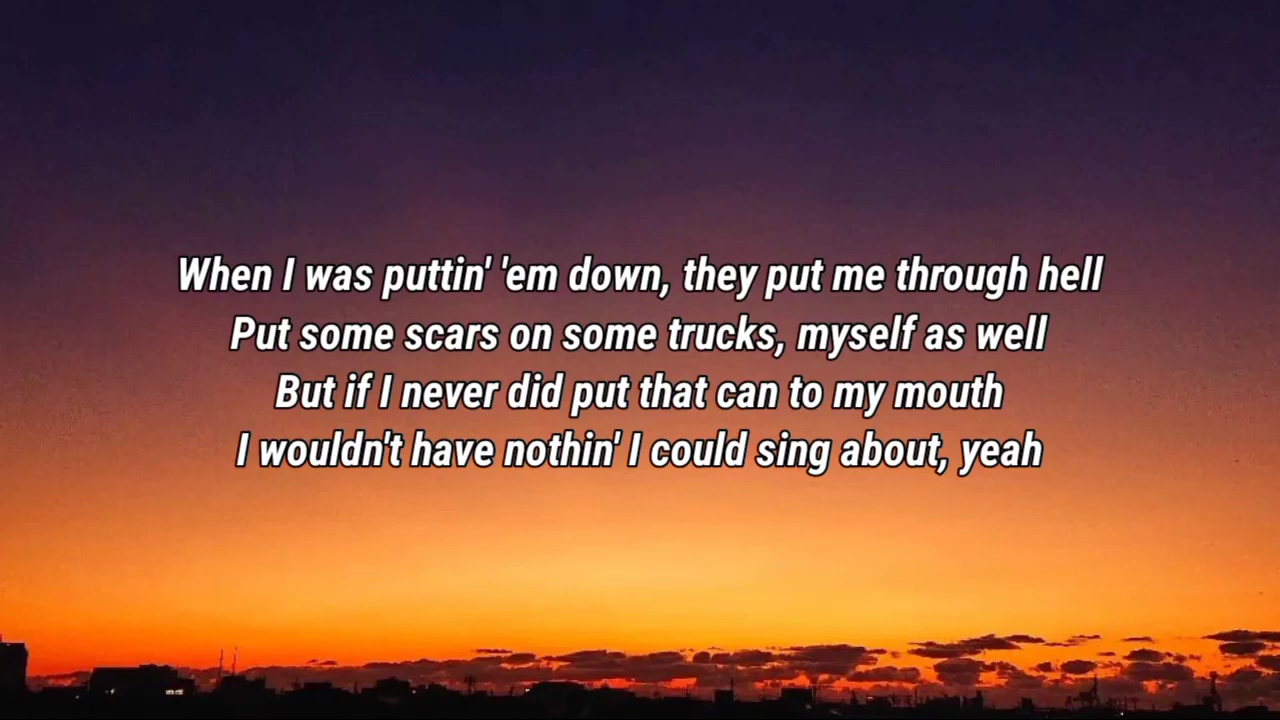 When I was puttin' 'em down, they put me through hell
Put some scars on some trucks, myself as well
But if I never did put that can to my mouth
I wouldn't have nothin' I could sing about, yeah